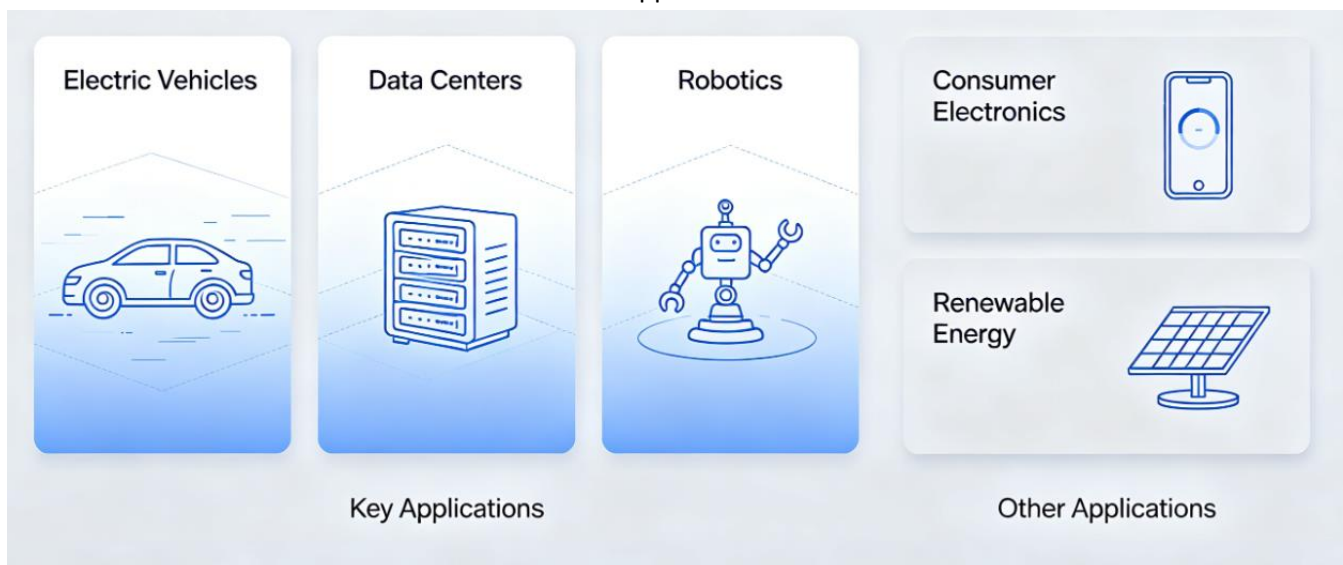 Electric Vehicles
Data Centers
Robotics
Consumer
Electronics
Renewable
Energy
Key Applications
Other Applications